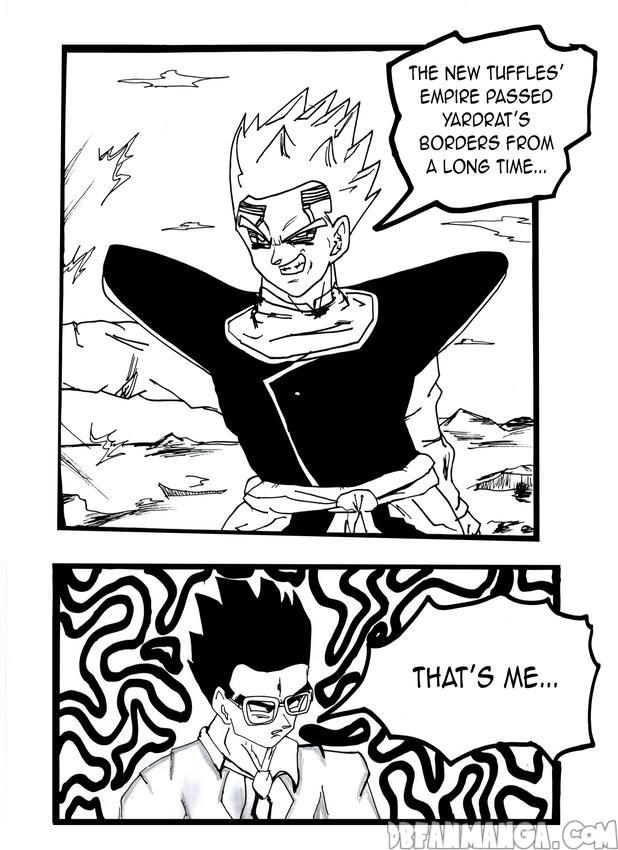 THE NEW TUFFLES'
EMPIRE PASSED
YARDRAT'S
BORDERS FROM
A LONG TIME...
THAT'S ME...
DBFANMANGA.COM